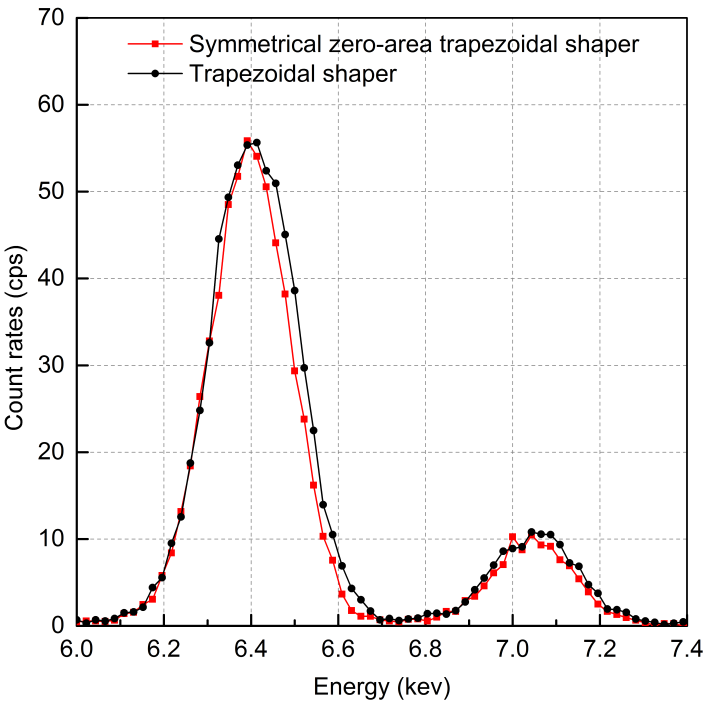 Symmetrical zero-area trapezoidal shaper
Trapezoidal shaper
70
60
50
40
30
20
10
0
Count rates (cps)
6.0 6.2 6.4 6.6 6.8 7.0 7.2 7.4
Energy (kev)